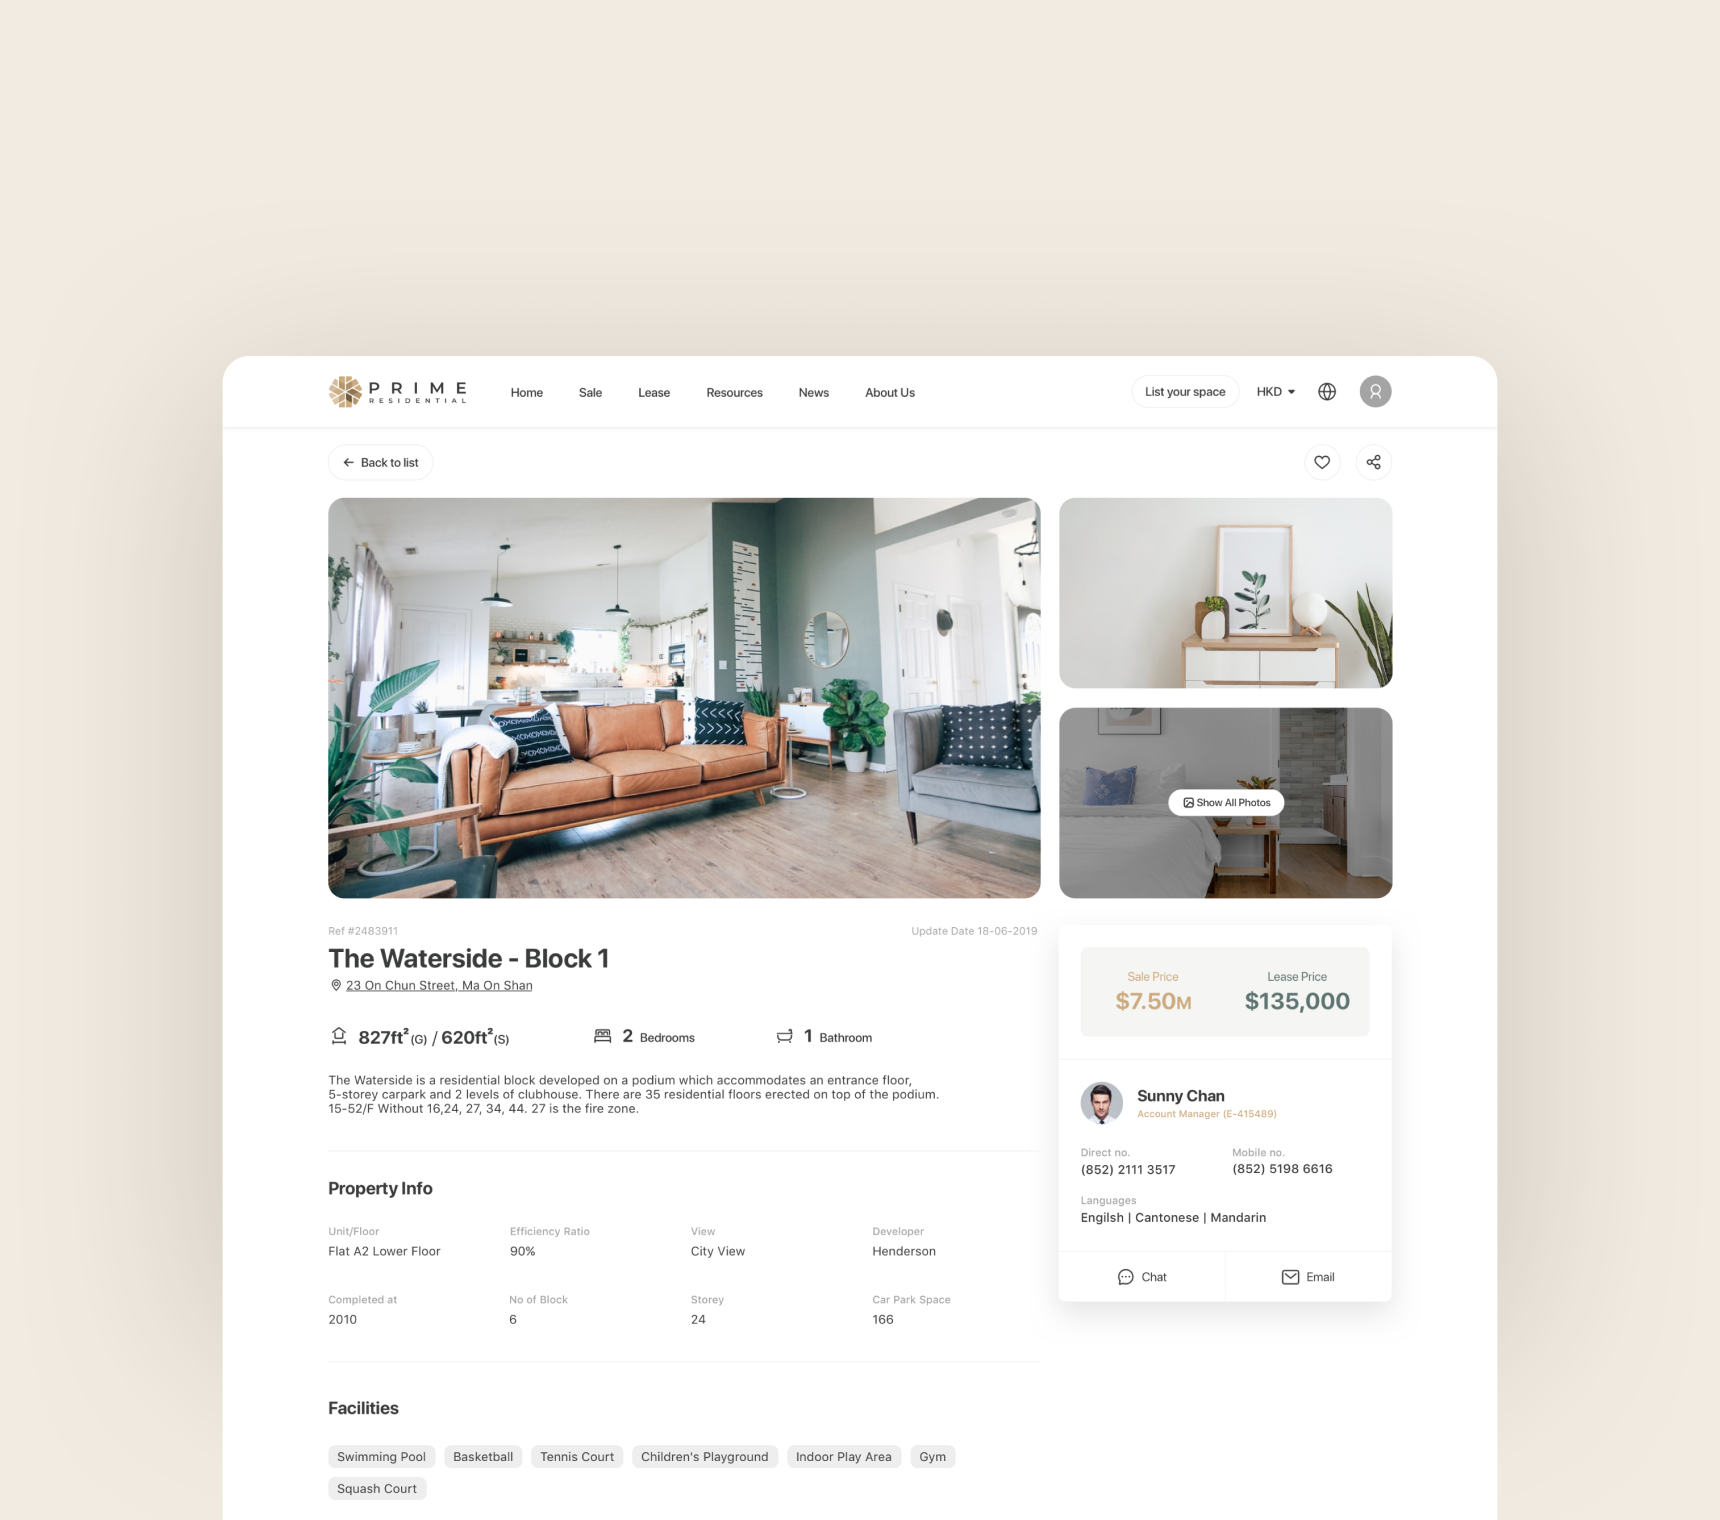 PRIME
RESIDENTIAL
Home Sale Lease Resources News About Us
List your space HKD
Back to list
Show All Photos
Ref #2483911 Update Date 18-06-2019
The Waterside - Block 1
23 On Chun Street, Ma On Shan
827ft²(G) / 620ft²(S) 2 Bedrooms 1 Bathroom
The Waterside is a residential block developed on a podium which accommodates an entrance floor,
5-storey carpark and 2 levels of clubhouse. There are 35 residential floors erected on top of the podium.
15-52/F Without 16,24, 27, 34, 44. 27 is the fire zone.
Property Info
Unit/Floor Efficiency Ratio View Developer
Flat A2 Lower Floor 90% City View Henderson
Completed at No of Block Storey Car Park Space
2010 6 24 166
Facilities
Swimming Pool Basketball Tennis Court Children's Playground Indoor Play Area Gym
Squash Court
Sale Price Lease Price
$7.50M $135,000
Sunny Chan
Account Manager (E-415489)
Direct no. Mobile no.
(852) 2111 3517 (852) 5198 6616
Languages
Engilsh | Cantonese | Mandarin
Chat Email